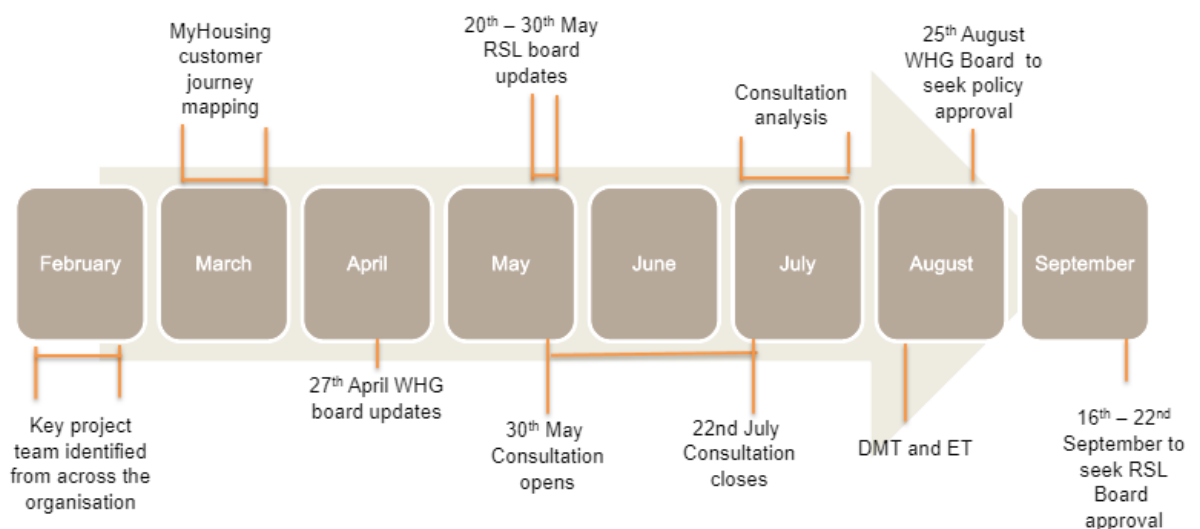 MyHousing
customer
journey
mapping
20th – 30th May
RSL board
updates
Consultation
analysis
25th August
WHG Board to
seek policy
approval
February
March
April
May
June
July
August
September
Key project
team identified
from across the
organisation
27th April WHG
board updates
30th May
Consultation
opens
22nd July
Consultation
closes
DMT and ET
16th – 22nd
September to
seek RSL
Board
approval